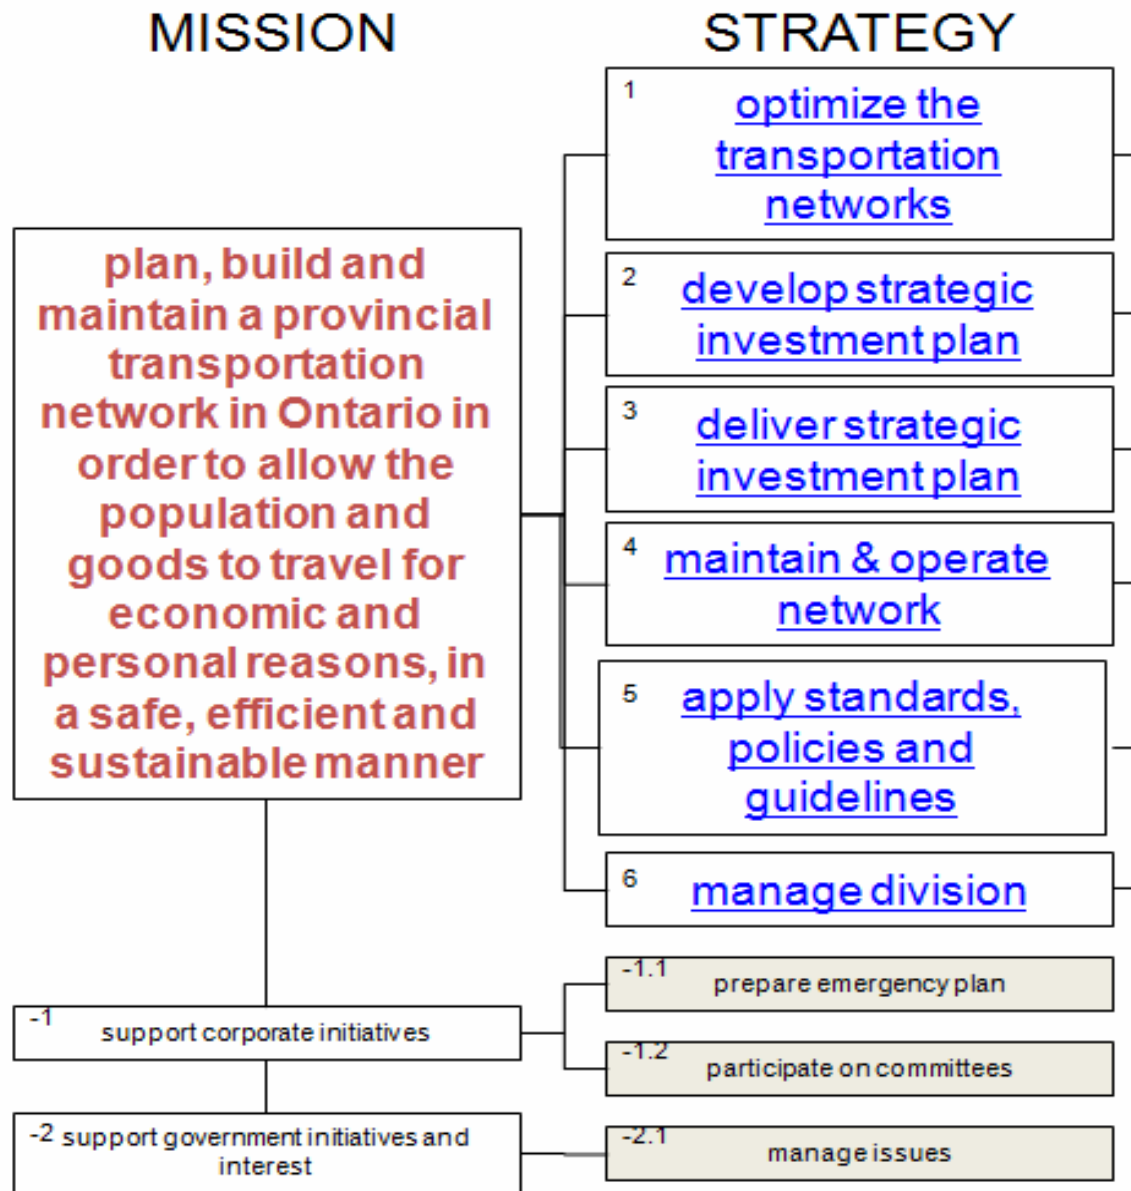 MISSION
STRATEGY
plan, build and
maintain a provincial
transportation
network in Ontario in
order to allow the
population and
goods to travel for
economic and
personal reasons, in
a safe, efficient and
sustainable manner
1
optimize the
transportation
networks
2
develop strategic
investment plan
3
deliver strategic
investment plan
4
maintain & operate
network
5
apply standards,
policies and
guidelines
6
manage division
-1
support corporate initiatives
-1.1
prepare emergency plan
-1.2
participate on committees
-2 support government initiatives and
interest
-2.1
manage issues